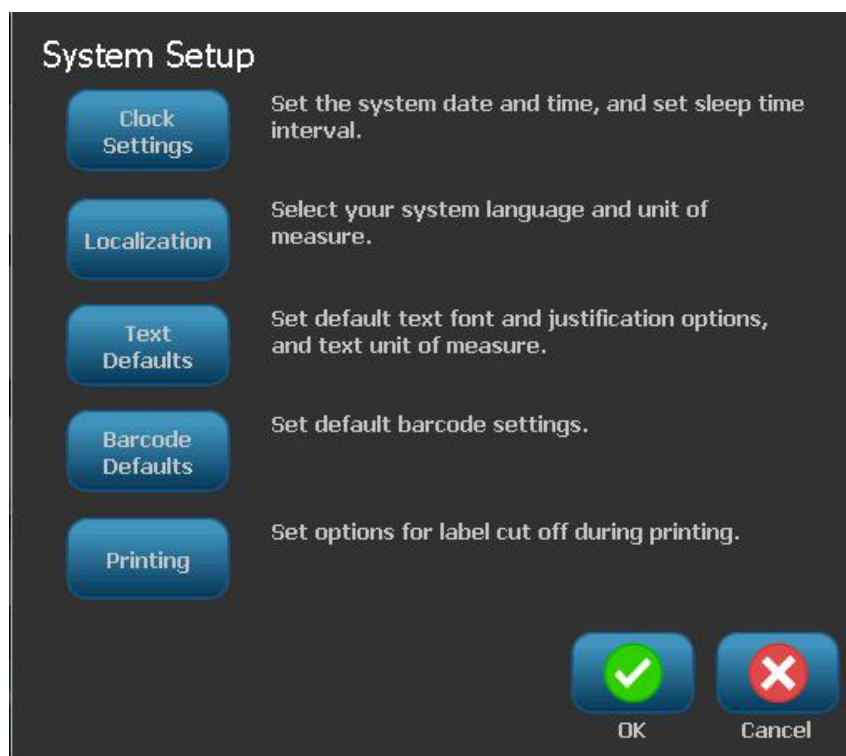 System Setup
Clock
Settings
Set the system date and time, and set sleep time
interval.
Localization
Select your system language and unit of
measure.
Text
Defaults
Set default text font and justification options,
and text unit of measure.
Barcode
Defaults
Set default barcode settings.
Printing
Set options for label cut off during printing.
OK
Cancel